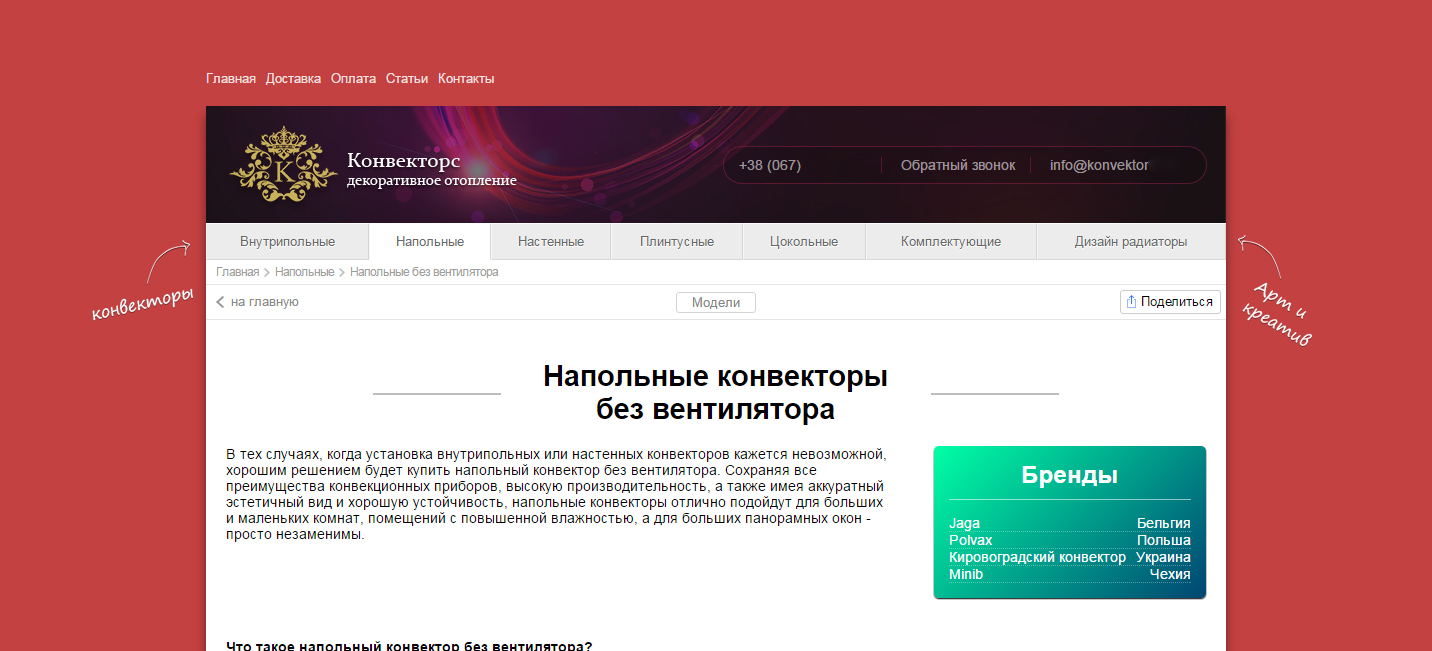 Главная Доставка Оплата Статьи Контакты
K
Конвекторс
декоративное отопление
+38 (067) Обратный звонок info@konvektor
Внутрипольные Напольные Настенные Плинтусные Цокольные Комплектующие Дизайн радиаторы
Главная Напольные Напольные без вентилятора
конвекторы
на главную Модели Поделиться
Арт и
креатив
Напольные конвекторы
без вентилятора
В тех случаях, когда установка внутрипольных или настенных конвекторов кажется невозможной,
хорошим решением будет купить напольный конвектор без вентилятора. Сохраняя все
преимущества конвекционных приборов, высокую производительность, а также имея аккуратный
эстетичный вид и хорошую устойчивость, напольные конвекторы отлично подойдут для больших
и маленьких комнат, помещений с повышенной влажностью, а для больших панорамных окон -
просто незаменимы.
Бренды
Jaga Бельгия
Polvax Польша
Кировоградский конвектор Украина
Minib Чехия
Что такое напольный конвектор без вентилятора?